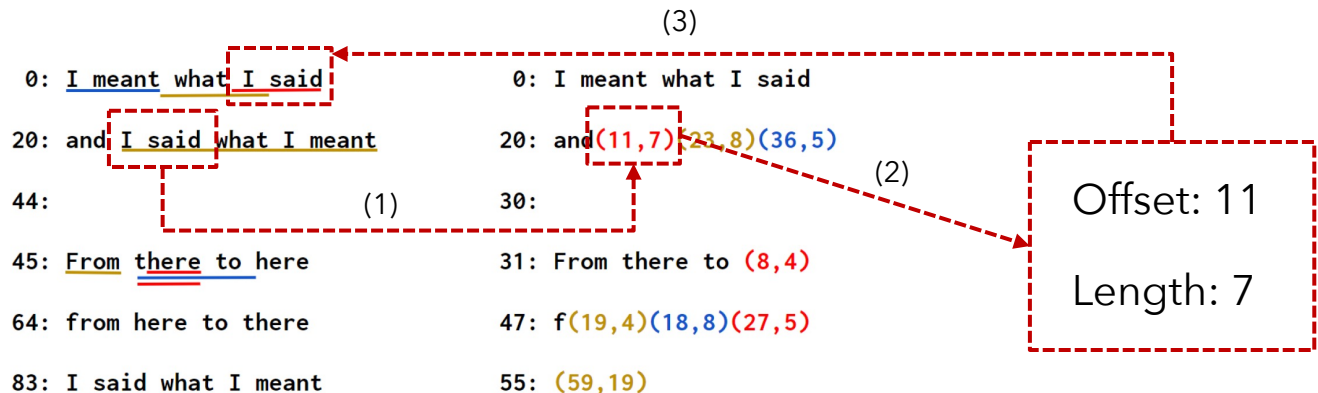 (3)
0: I meant what I said
0: I meant what I said
20: and I said what I meant
20: and(11,7)(23,8)(36,5)
(2)
Offset: 11
44:
(1)
30:
45: From there to here
31: From there to (8,4)
Length: 7
64: from here to there
47: f(19,4)(18,8)(27,5)
83: I said what I meant
55: (59,19)